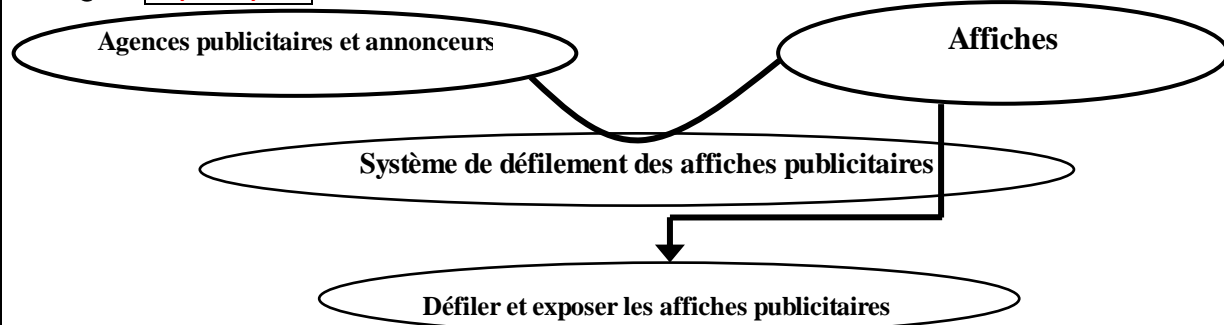 Agences publicitaires et annonceurs
Affiches
Système de défilement des affiches publicitaires
Défiler et exposer les affiches publicitaires